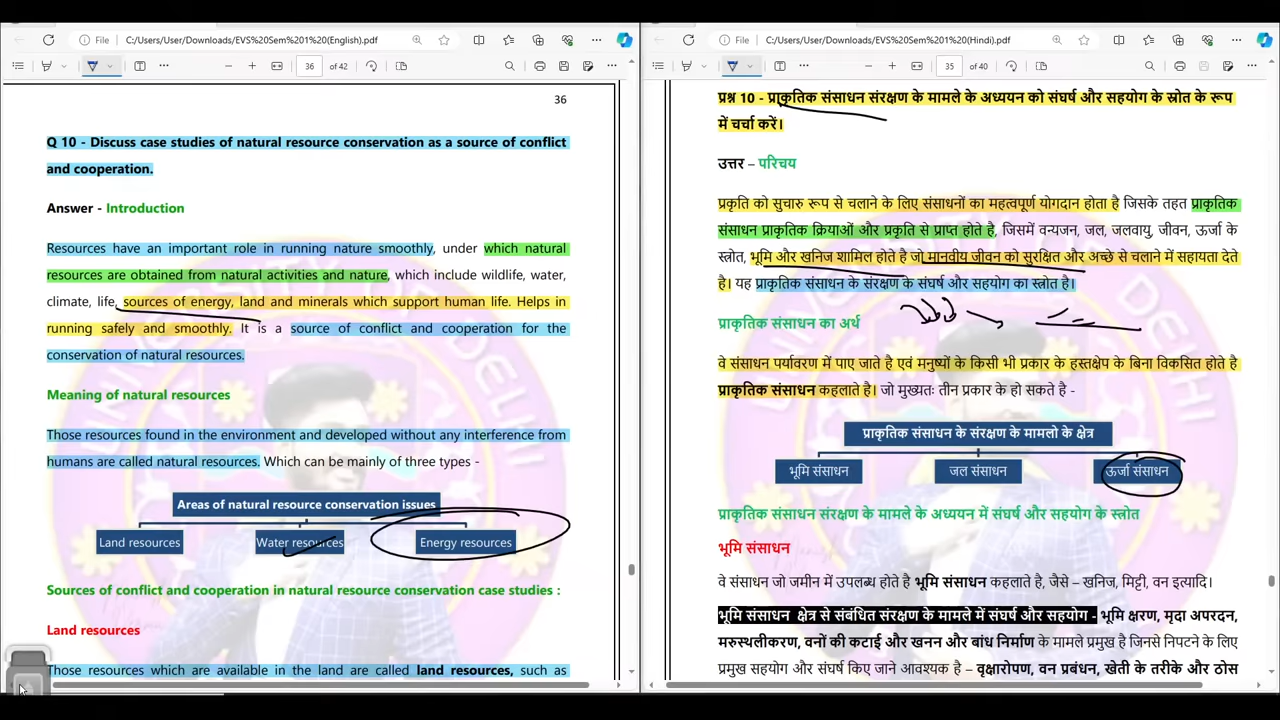 File C:/Users/User/Downloads/EVS%20Sem%201%20(English).pdf
36 of 42
36
Q 10 - Discuss case studies of natural resource conservation as a source of conflict
and cooperation.
Answer - Introduction
Resources have an important role in running nature smoothly, under which natural
resources are obtained from natural activities and nature, which include wildlife, water,
climate, life, sources of energy, land and minerals which support human life. Helps in
running safely and smoothly. It is a source of conflict and cooperation for the
conservation of natural resources.
Meaning of natural resources
Those resources found in the environment and developed without any interference from
humans are called natural resources. Which can be mainly of three types -
Areas of natural resource conservation issues
Land resources Water resources Energy resources
Sources of conflict and cooperation in natural resource conservation case studies :
Land resources
Those resources which are available in the land are called land resources, such as
File C:/Users/User/Downloads/EVS%20Sem%201%20(Hindi).pdf
35 of 40
प्रश्न 10 - प्राकृतिक संसाधन संरक्षण के मामले के अध्ययन को संघर्ष और सहयोग के स्त्रोत के रूप
में चर्चा करें।
उत्तर – परिचय
प्रकृति को सुचारु रूप से चलाने के लिए संसाधनों का महत्वपूर्ण योगदान होता है जिसके तहत प्राकृतिक
संसाधन प्राकृतिक क्रियाओं और प्रकृति से प्राप्त होते है, जिसमें वन्यजन, जल, जलवायु, जीवन, ऊर्जा के
स्त्रोत, भूमि और खनिज शामिल होते है जो मानवीय जीवन को सुरक्षित और अच्छे से चलाने में सहायता देते
है। यह प्राकृतिक संसाधन के संरक्षण के संघर्ष और सहयोग का स्त्रोत है।
प्राकृतिक संसाधन का अर्थ
वे संसाधन पर्यावरण में पाए जाते है एवं मनुष्यों के किसी भी प्रकार के हस्तक्षेप के बिना विकसित होते है
प्राकृतिक संसाधन कहलाते है। जो मुख्यतः तीन प्रकार के हो सकते है -
प्राकृतिक संसाधन के संरक्षण के मामलो के क्षेत्र
भूमि संसाधन जल संसाधन ऊर्जा संसाधन
प्राकृतिक संसाधन संरक्षण के मामले के अध्ययन में संघर्ष और सहयोग के स्त्रोत
भूमि संसाधन
वे संसाधन जो जमीन में उपलब्ध होते है भूमि संसाधन कहलाते है, जैसे – खनिज, मिट्टी, वन इत्यादि।
भूमि संसाधन क्षेत्र से संबंधित संरक्षण के मामले में संघर्ष और सहयोग - भूमि क्षरण, मृदा अपरदन,
मरुस्थलीकरण, वनों की कटाई और खनन और बांध निर्माण के मामले प्रमुख है जिनसे निपटने के लिए
प्रमुख सहयोग और संघर्ष किए जाने आवश्यक है – वृक्षारोपण, वन प्रबंधन, खेती के तरीके और ठोस